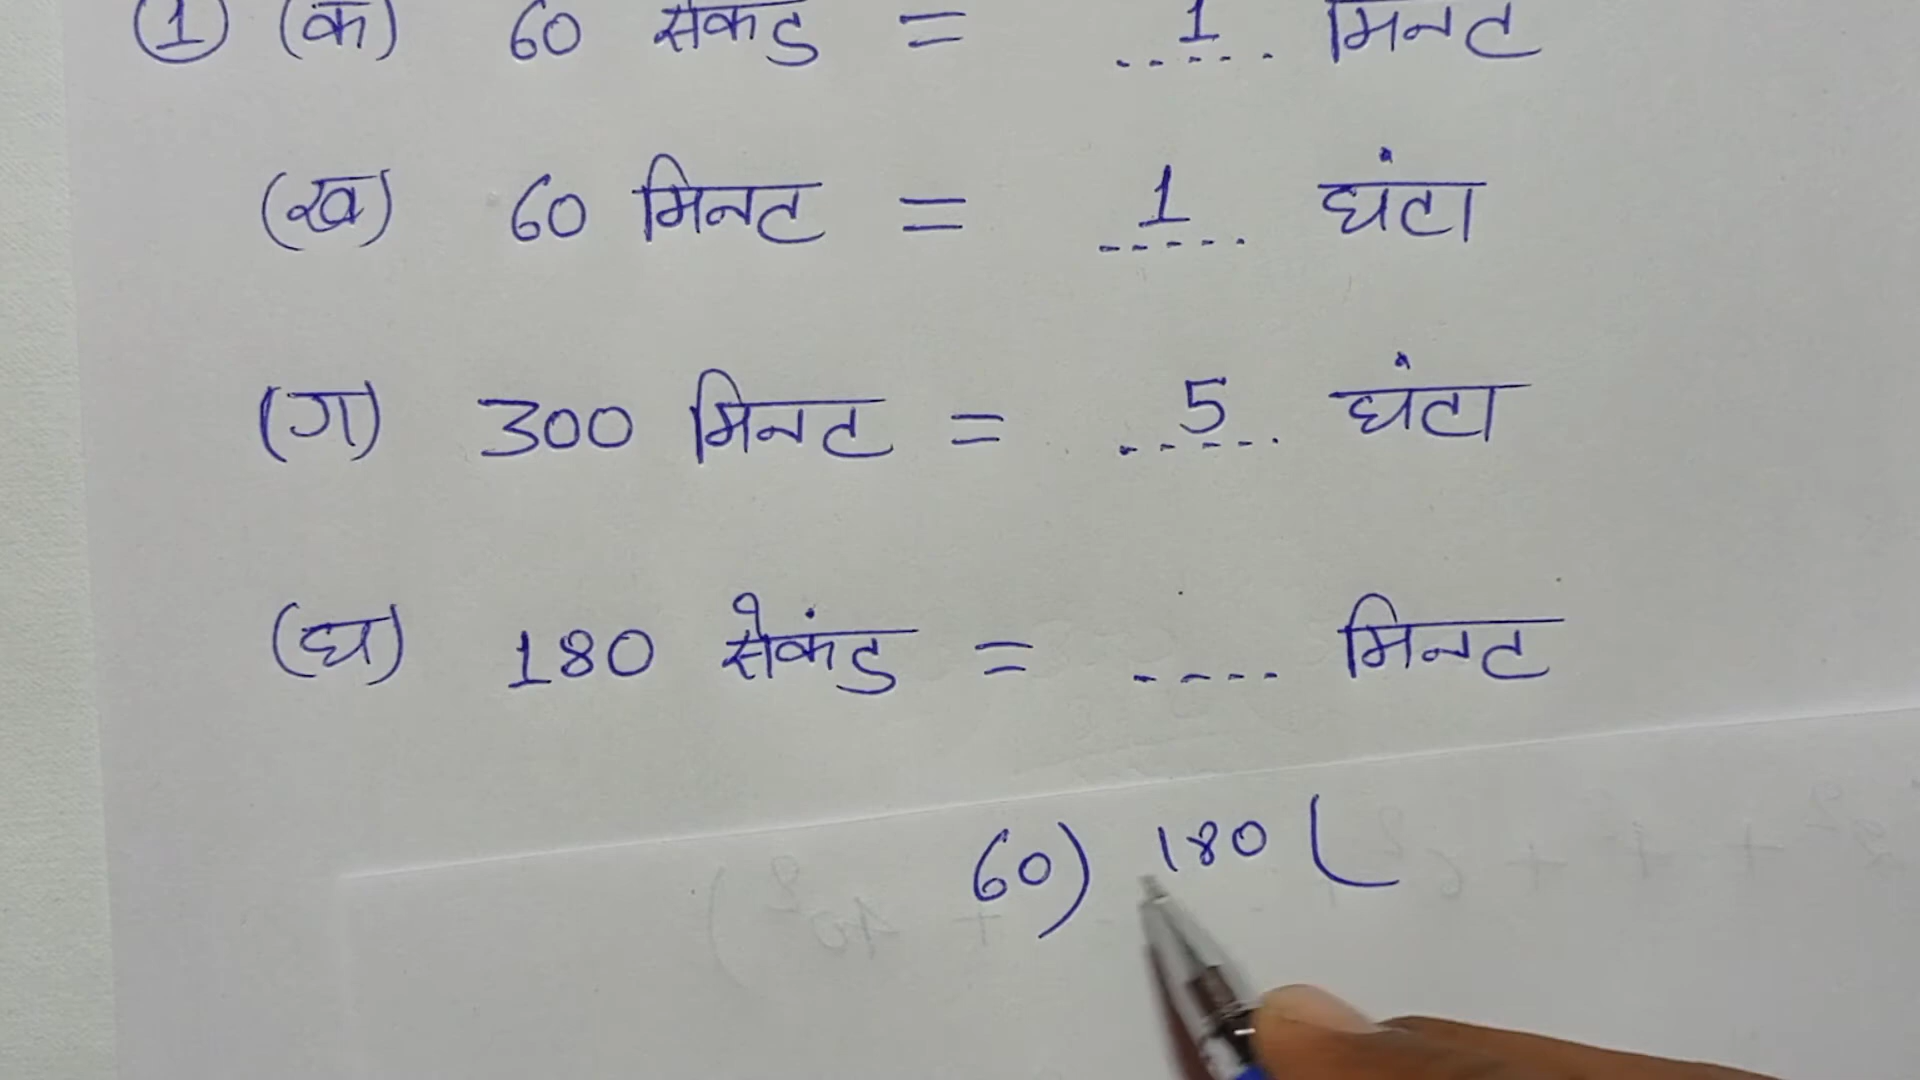 ① (क) 60 सेकंड = ..1... मिनट
(ख) 60 मिनट = ..1... घंटा
(ग) 300 मिनट = ..5... घंटा
(घ) 180 सेकंड = .... मिनट
60) 180 (